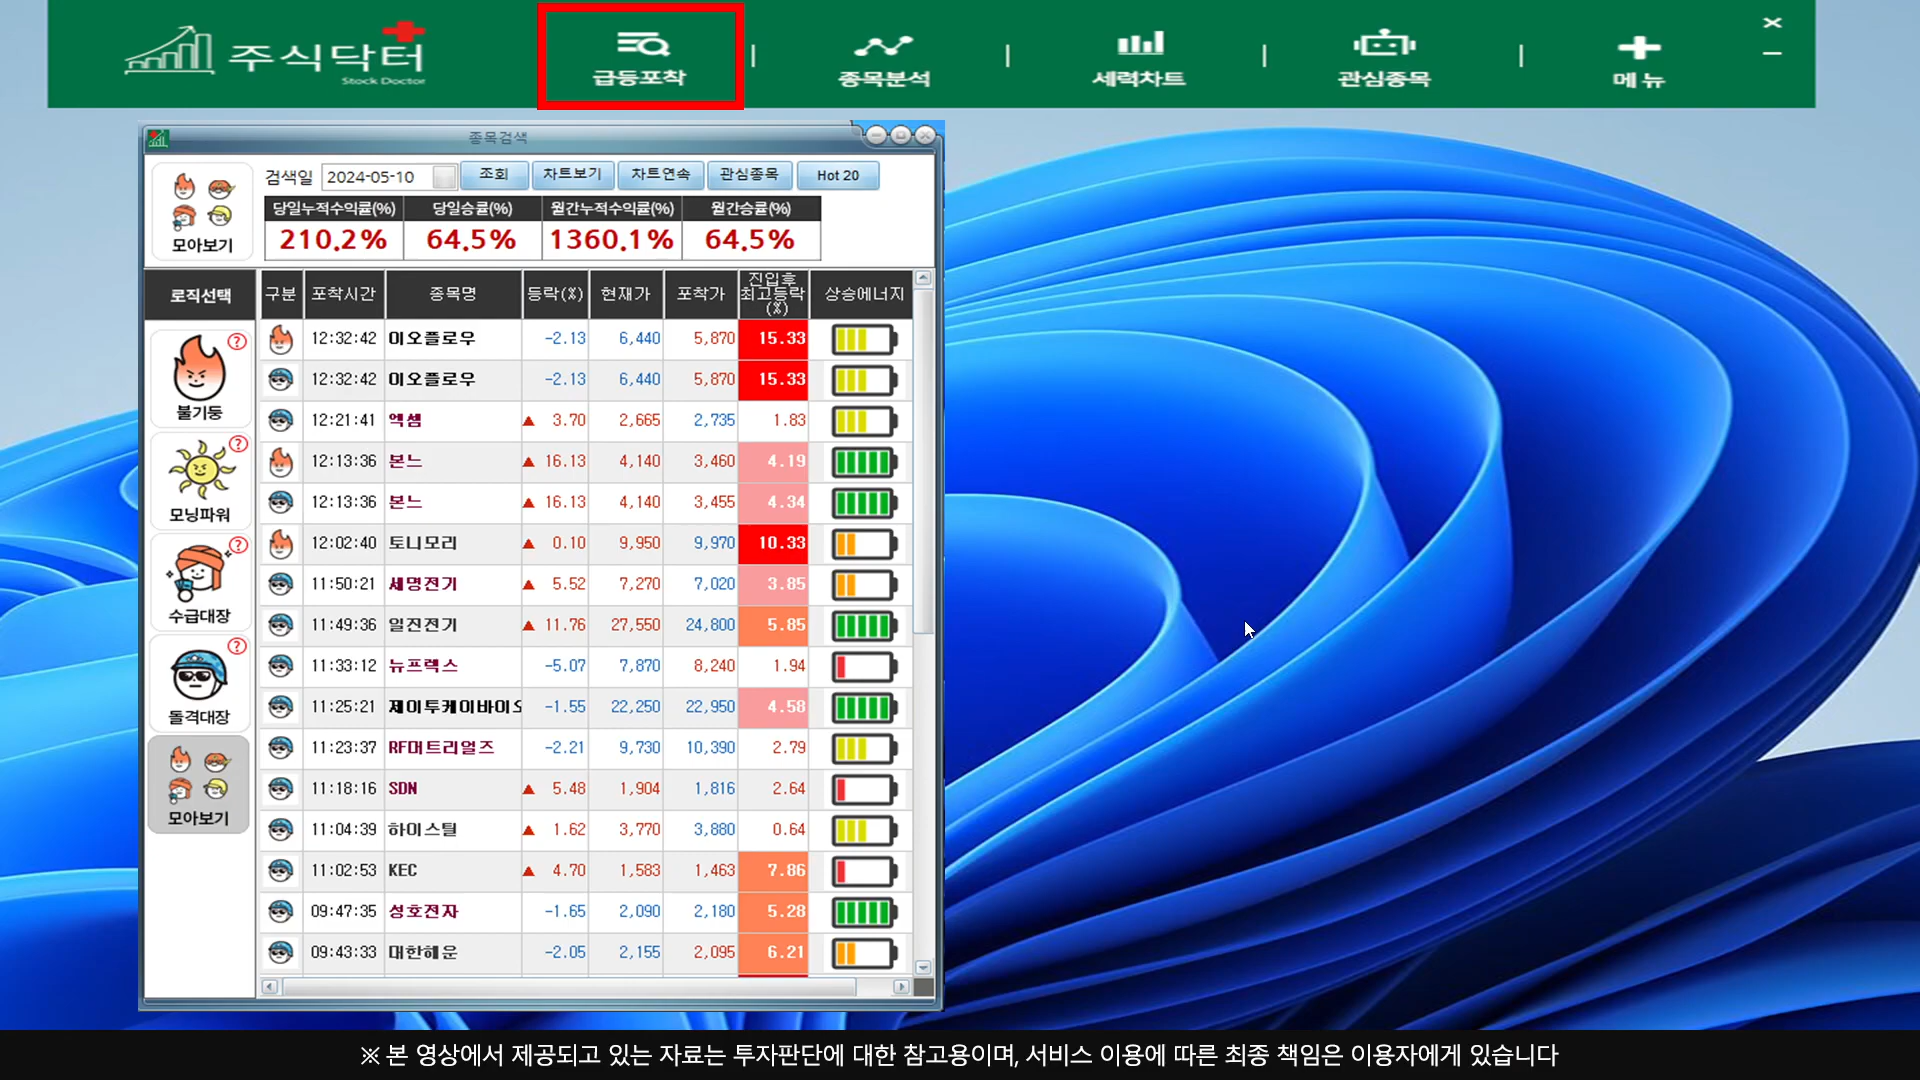 주식닥터
Stock Doctor
급등포착
종목분석
세력차트
관심종목
메뉴
종목검색
모아보기
검색일 2024-05-10 조회 차트보기 차트연속 관심종목 Hot 20
당일누적수익률(%) 당일승률(%) 월간누적수익률(%) 월간승률(%)
210.2% 64.5% 1360.1% 64.5%
로직선택
불기둥
모닝파워
수급대장
돌격대장
모아보기
구분 포착시간 종목명 등락(%) 현재가 포착가 진입후 최고등락 (%) 상승에너지
12:32:42 이오플로우 -2.13 6,440 5,870 15.33
12:32:42 이오플로우 -2.13 6,440 5,870 15.33
12:21:41 엑셈 ▲ 3.70 2,665 2,735 1.83
12:13:36 본느 ▲ 16.13 4,140 3,460 4.19
12:13:36 본느 ▲ 16.13 4,140 3,455 4.34
12:02:40 토니모리 ▲ 0.10 9,950 9,970 10.33
11:50:21 세명전기 ▲ 5.52 7,270 7,020 3.85
11:49:36 일진전기 ▲ 11.76 27,550 24,800 5.85
11:33:12 뉴프렉스 -5.07 7,870 8,240 1.94
11:25:21 제이투케이바이오 -1.55 22,250 22,950 4.58
11:23:37 RF머트리얼즈 -2.21 9,730 10,390 2.79
11:18:16 SDN ▲ 5.48 1,904 1,816 2.64
11:04:39 하이스틸 ▲ 1.62 3,770 3,880 0.64
11:02:53 KEC ▲ 4.70 1,583 1,463 7.86
09:47:35 성호전자 -1.65 2,090 2,180 5.28
09:43:33 대한해운 -2.05 2,155 2,095 6.21
※ 본 영상에서 제공되고 있는 자료는 투자판단에 대한 참고용이며, 서비스 이용에 따른 최종 책임은 이용자에게 있습니다